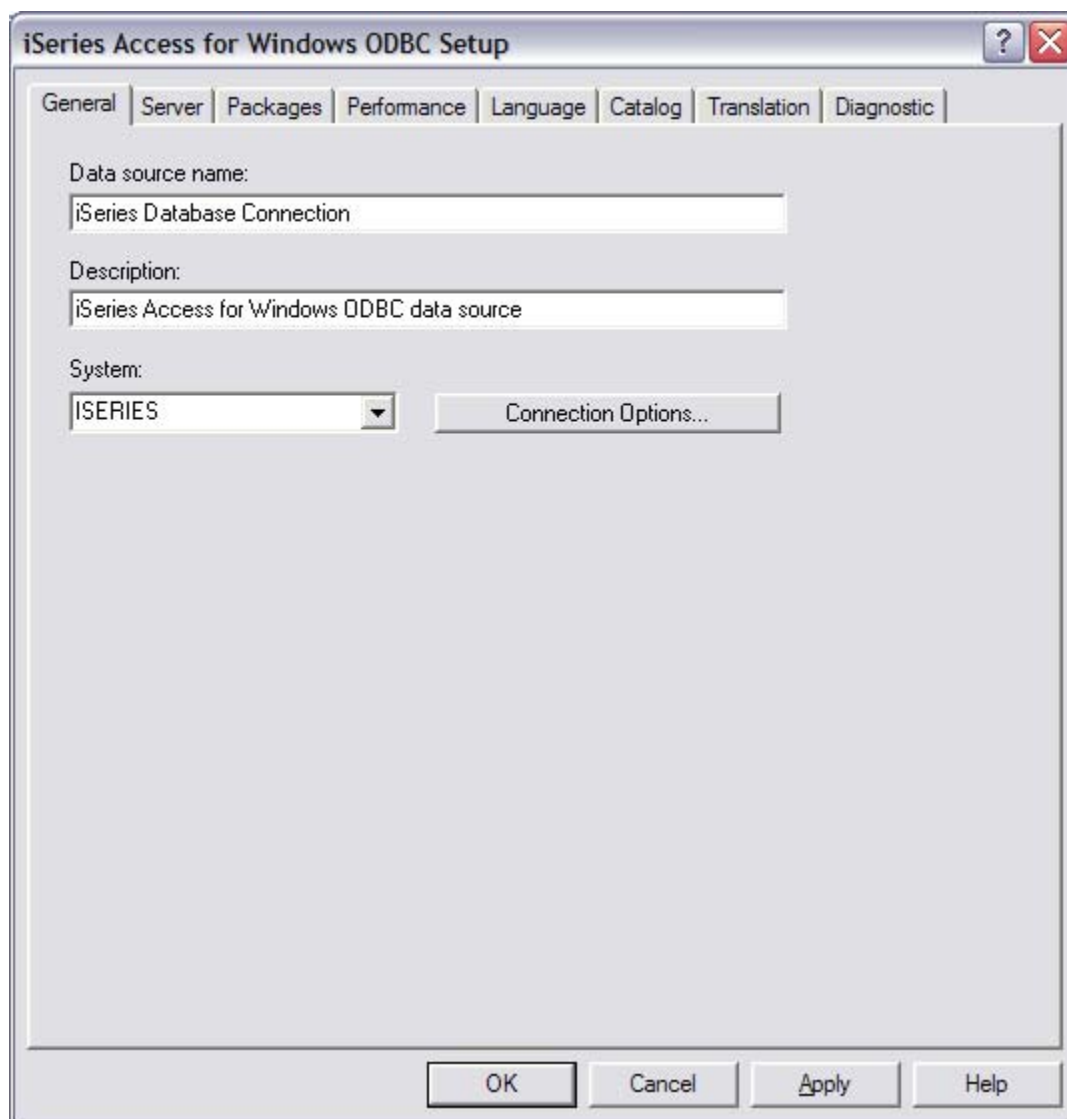 iSeries Access for Windows ODBC Setup
?
General Server Packages Performance Language Catalog Translation Diagnostic
Data source name:
iSeries Database Connection
Description:
iSeries Access for Windows ODBC data source
System:
ISERIES Connection Options...
OK Cancel Apply Help